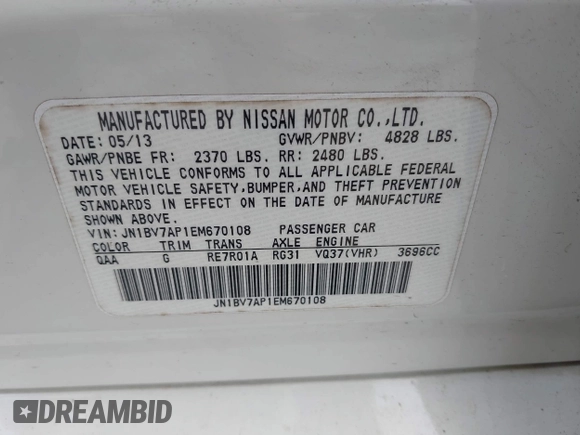 MANUFACTURED BY NISSAN MOTOR CO.,LTD.
DATE: 05/13 GVWR/PNBV: 4828 LBS.
GAWR/PNBE FR: 2370 LBS. RR: 2480 LBS.
THIS VEHICLE CONFORMS TO ALL APPLICABLE FEDERAL
MOTOR VEHICLE SAFETY,BUMPER,AND THEFT PREVENTION
STANDARDS IN EFFECT ON THE DATE OF MANUFACTURE
SHOWN ABOVE.
VIN: JN1BV7AP1EM670108 PASSENGER CAR
COLOR TRIM TRANS AXLE ENGINE
QAA G RE7R01A RG31 VQ37(VHR) 3696CC
JN1BV7AP1EM670108
DREAMBID